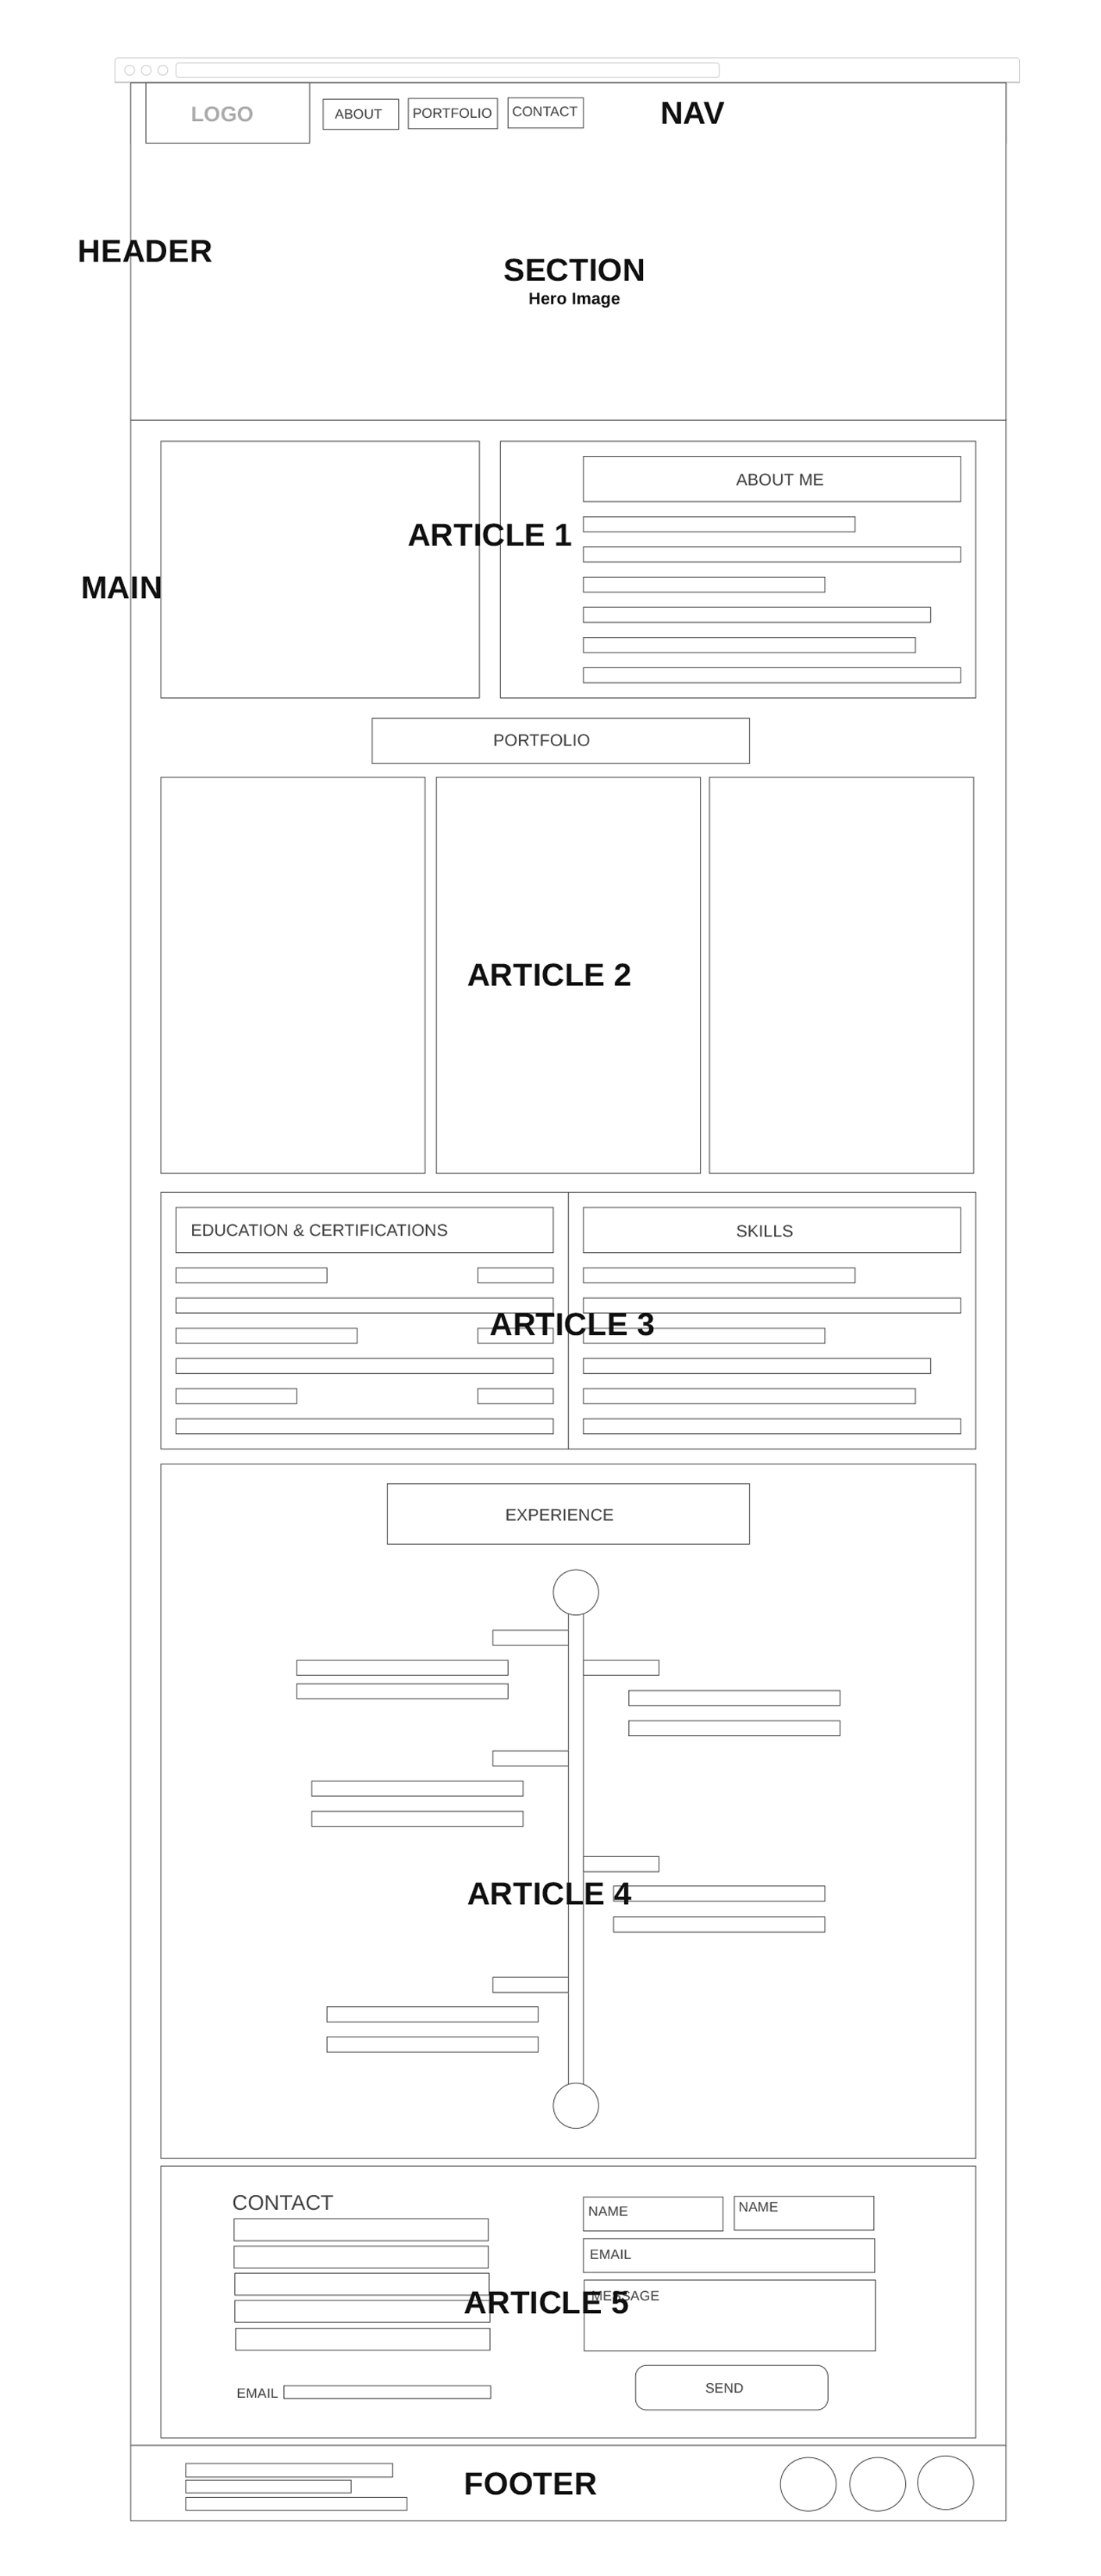 LOGO
ABOUT
PORTFOLIO
CONTACT
NAV
HEADER
SECTION
Hero Image
ABOUT ME
ARTICLE 1
MAIN
PORTFOLIO
ARTICLE 2
EDUCATION & CERTIFICATIONS
SKILLS
ARTICLE 3
EXPERIENCE
ARTICLE 4
CONTACT
NAME
NAME
EMAIL
MESSAGE
ARTICLE 5
EMAIL
SEND
FOOTER